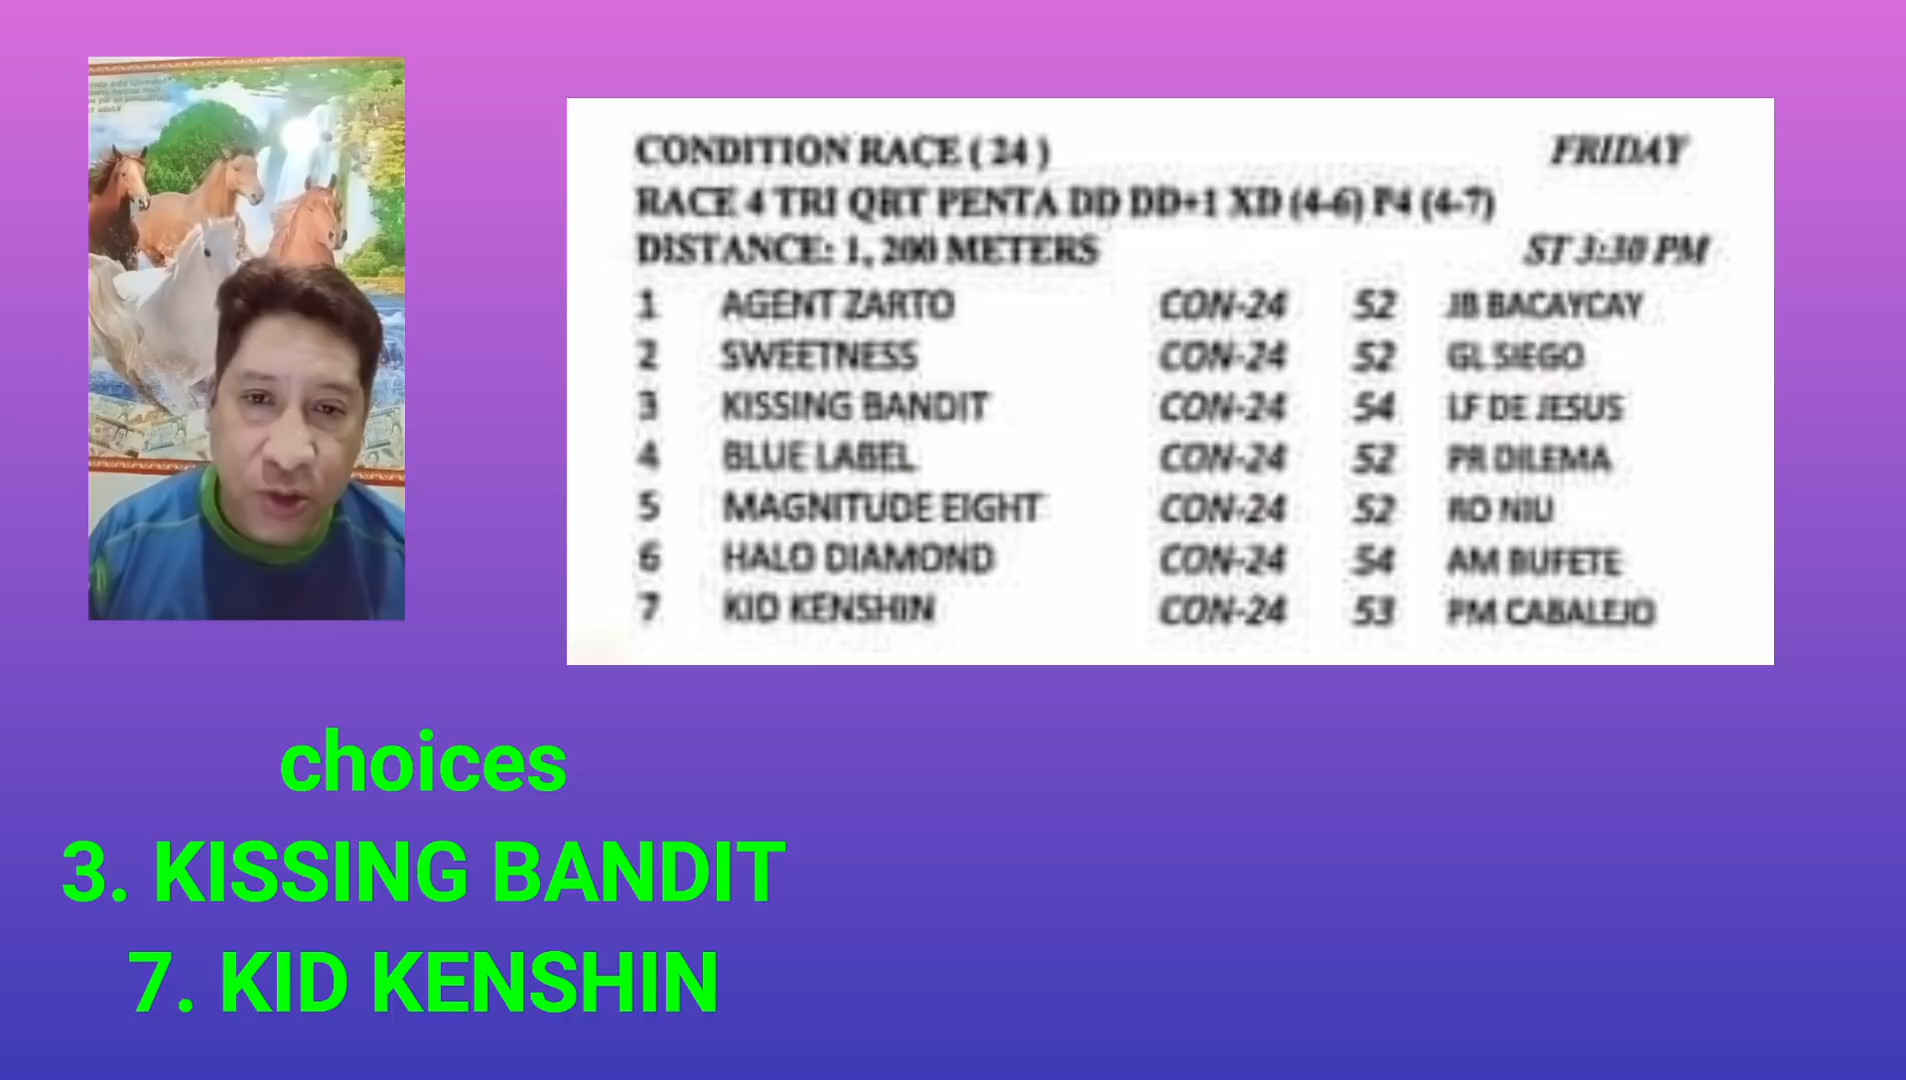 CONDITION RACE ( 24 ) FRIDAY
RACE 4 TRI QRT PENTA DD DD+1 XD (4-6) P4 (4-7)
DISTANCE: 1, 200 METERS ST 3:30 PM
1 AGENT ZARTO CON-24 52 JB BACAYCAY
2 SWEETNESS CON-24 52 GL SIEGO
3 KISSING BANDIT CON-24 54 LF DE JESUS
4 BLUE LABEL CON-24 52 PR DILEMA
5 MAGNITUDE EIGHT CON-24 52 RO NIU
6 HALO DIAMOND CON-24 54 AM BUFETE
7 KID KENSHIN CON-24 53 PM CABALEJO
choices
3. KISSING BANDIT
7. KID KENSHIN